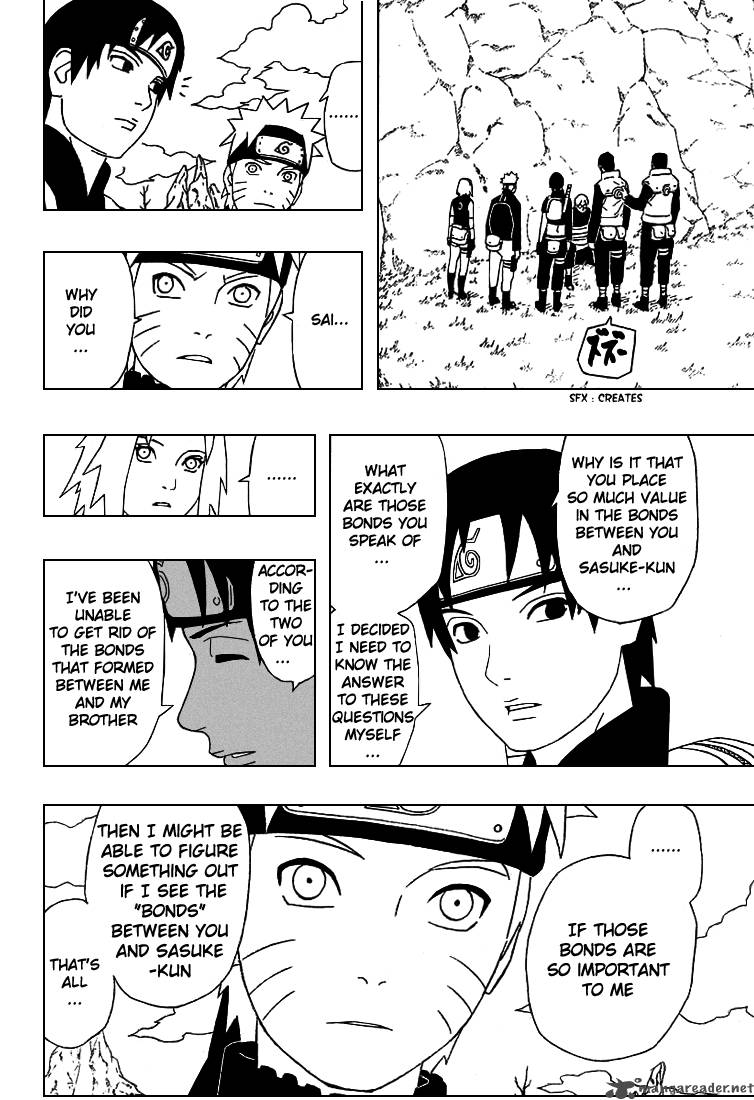 ズズー
SFX : CREATES
.......
SAI...
WHY
DID
YOU
...
WHY IS IT THAT
YOU PLACE
SO MUCH VALUE
IN THE BONDS
BETWEEN YOU
AND
SASUKE-KUN
...
WHAT
EXACTLY
ARE THOSE
BONDS YOU
SPEAK OF
...
I DECIDED
I NEED TO
KNOW THE
ANSWER
TO THESE
QUESTIONS
MYSELF
...
.......
ACCOR-
DING
TO THE
TWO
OF YOU
...
I'VE BEEN
UNABLE
TO GET RID OF
THE BONDS
THAT FORMED
BETWEEN ME
AND MY
BROTHER
.......
IF THOSE
BONDS ARE
SO IMPORTANT
TO ME
THEN I MIGHT BE
ABLE TO FIGURE
SOMETHING OUT
IF I SEE THE
"BONDS"
BETWEEN YOU
AND SASUKE
-KUN
THAT'S
ALL
...
mangareader.net